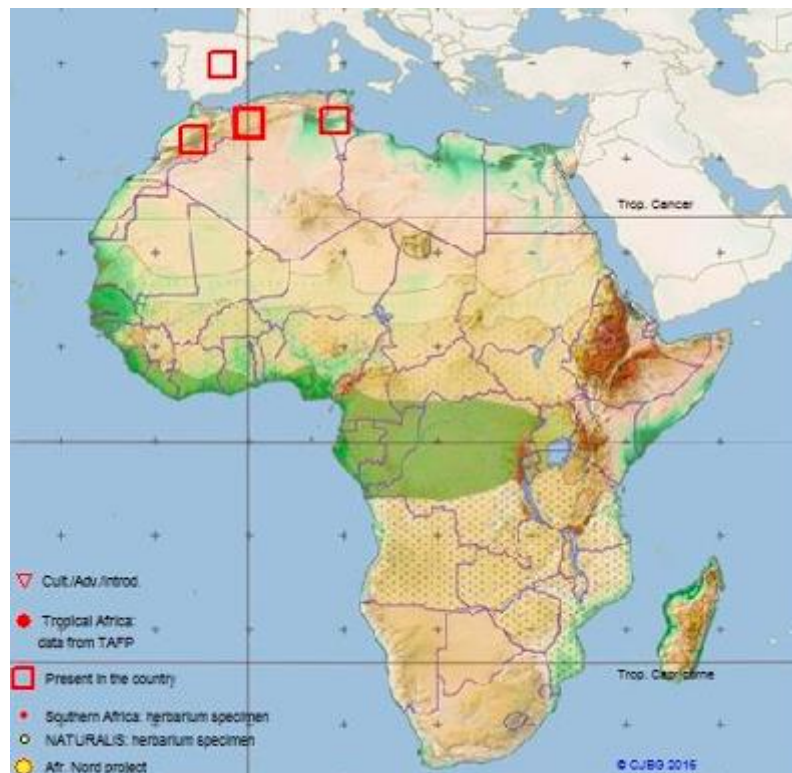 Trop. Cancer
Cult./Adv./Introd.
Tropical Africa:
data from TAFP
Present in the country
Trop. Capricorne
Southern Africa: herbarium specimen
NATURALIS: herbarium specimen
Afr. Nord project
© CJBG 2016